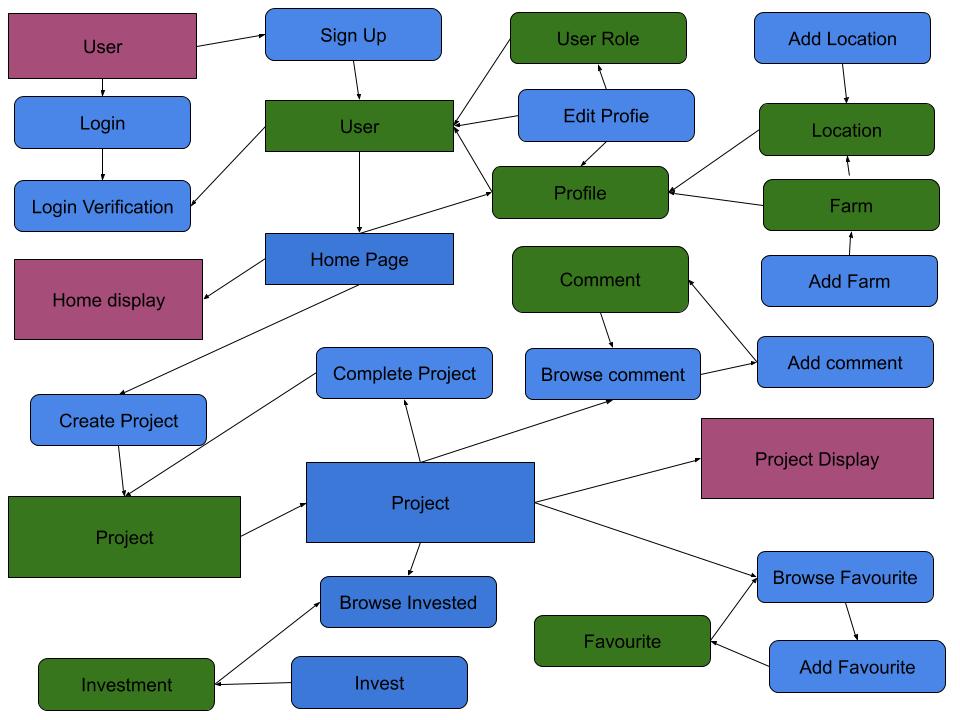 User
Sign Up
User Role
Add Location
Login
User
Edit Profie
Location
Login Verification
Profile
Farm
Home Page
Home display
Comment
Add Farm
Complete Project
Browse comment
Add comment
Create Project
Project Display
Project
Project
Browse Invested
Browse Favourite
Favourite
Add Favourite
Investment
Invest